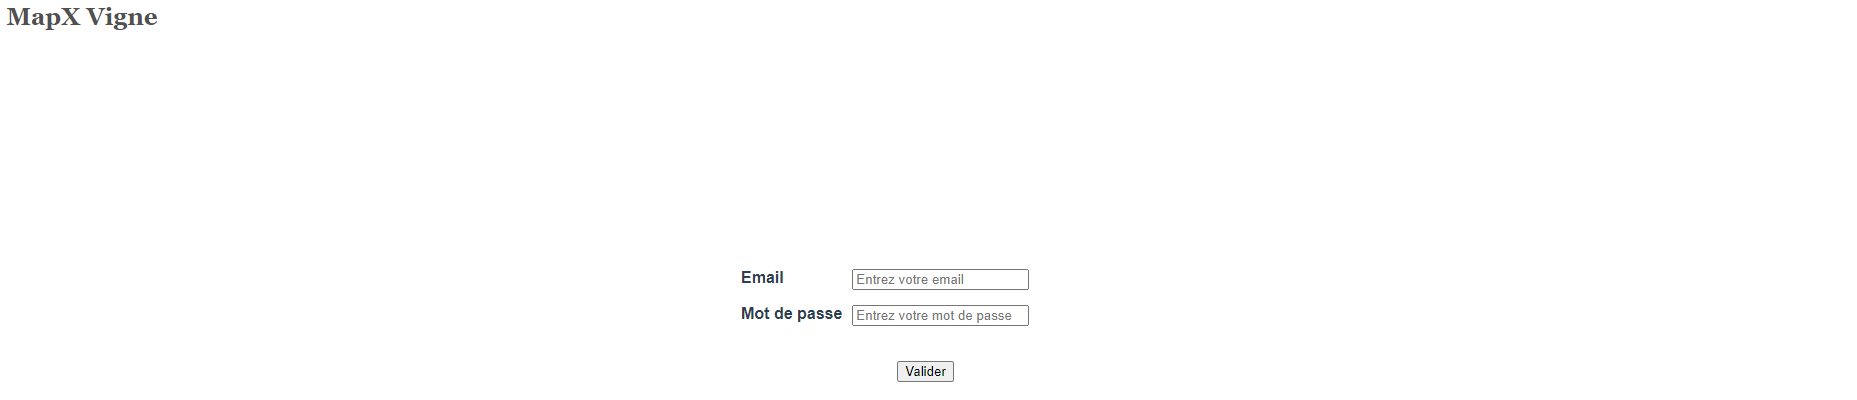 MapX Vigne
Email Entrez votre email
Mot de passe Entrez votre mot de passe
Valider